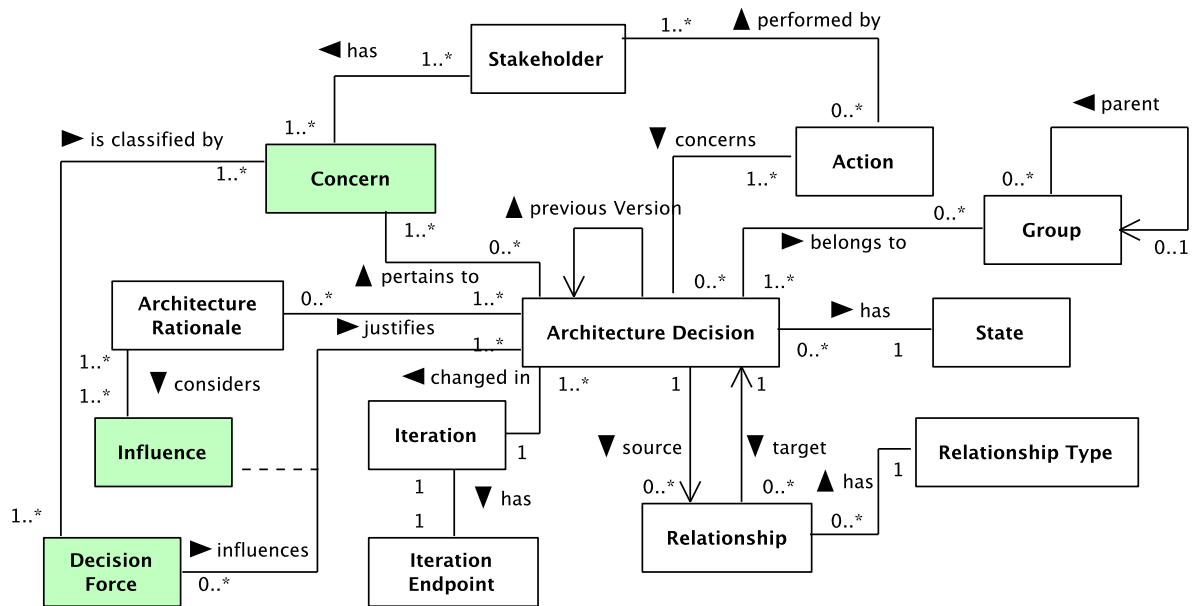 performed by
1..*
has
1..*
Stakeholder
parent
is classified by
1..*
0..*
concerns
1..*
Concern
1..*
Action
1..*
0..*
previous Version
0..*
Group
1..*
0..*
belongs to
0..1
pertains to
0..*
1..*
Architecture
Rationale
0..*
1..*
justifies
Architecture Decision
has
State
1..*
0..*
1
1..*
considers
changed in
1..*
1
1
1..*
Influence
Iteration
1
source
target
Relationship Type
has
1
1
0..*
0..*
has
1
0..*
1..*
Relationship
Decision
Force
influences
0..*
Iteration
Endpoint